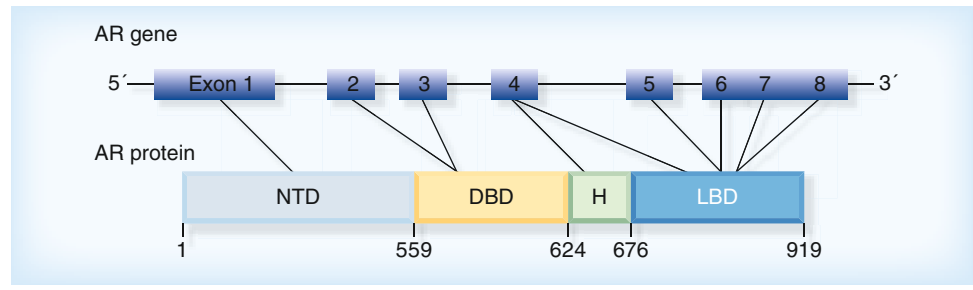 AR gene
5´ Exon 1 2 3 4 5 6 7 8 3´
AR protein
NTD DBD H LBD
1 559 624 676 919